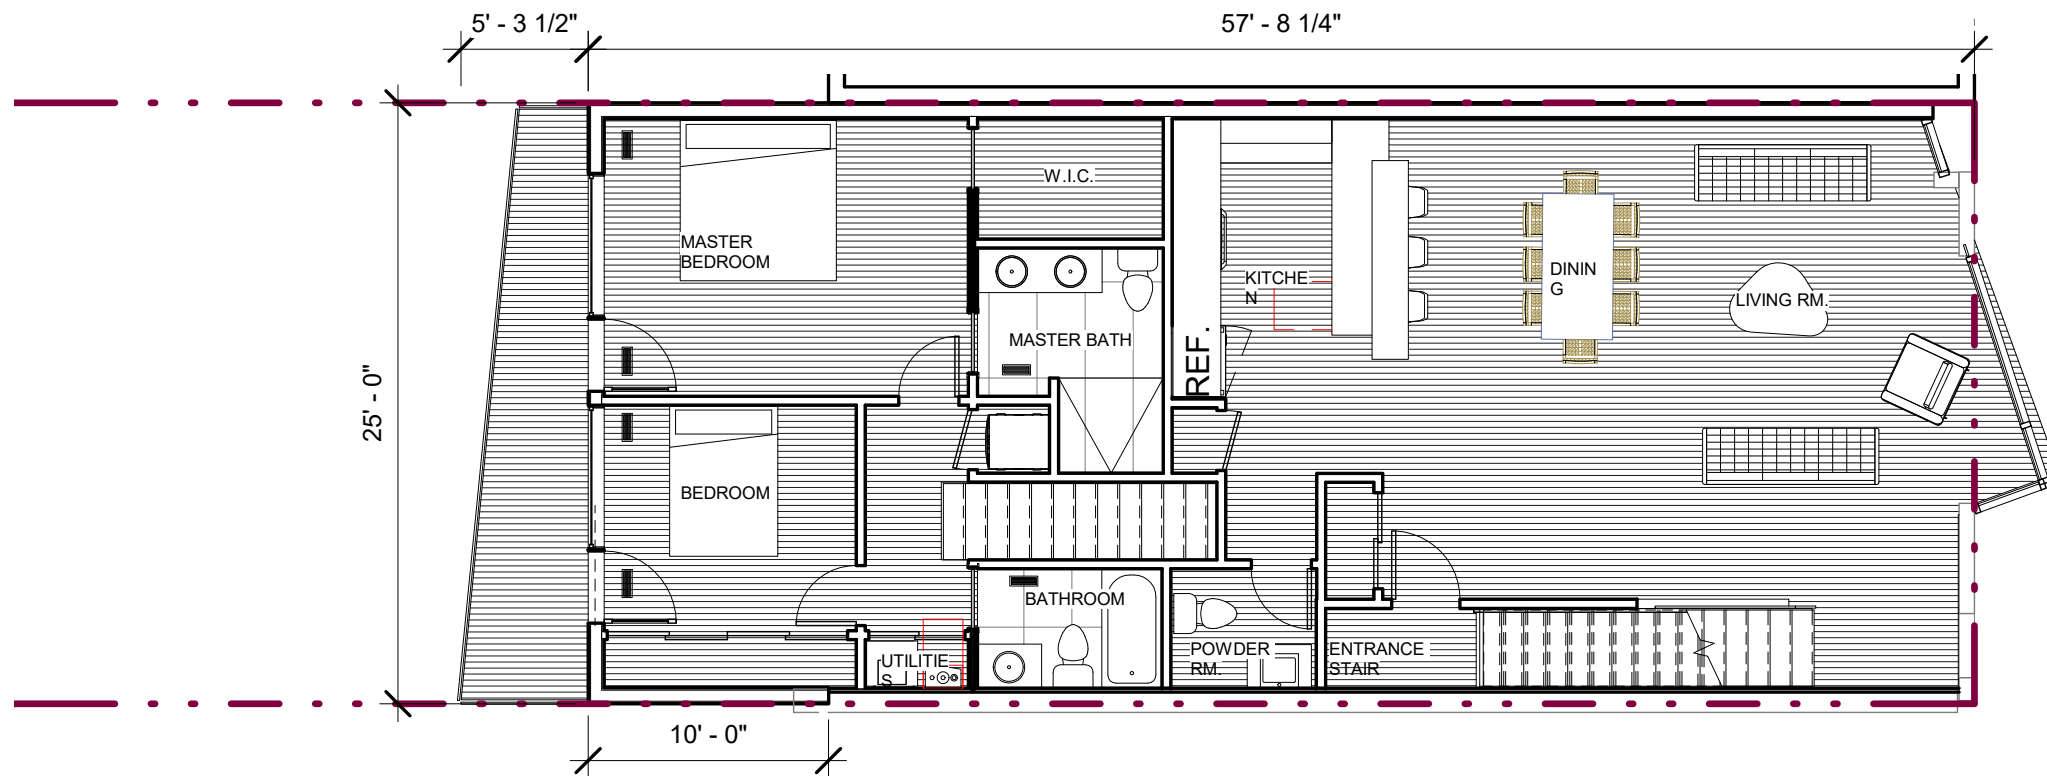 5' - 3 1/2"
57' - 8 1/4"
25' - 0"
W.I.C.
MASTER
BEDROOM
KITCHE
N
DININ
G
LIVING RM.
MASTER BATH
REF.
BEDROOM
BATHROOM
UTILITIE
S
POWDER
RM.
ENTRANCE
STAIR
10' - 0"